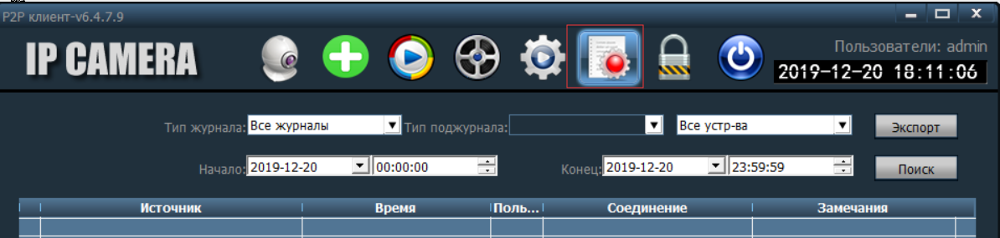 P2P клиент-v6.4.7.9
IP CAMERA
Пользователи: admin
2019-12-20 18:11:06
Тип журнала: Все журналы Тип поджурнала: Все устр-ва Экспорт
Начало: 2019-12-20 00:00:00 Конец: 2019-12-20 23:59:59 Поиск
Источник Время Поль... Соединение Замечания